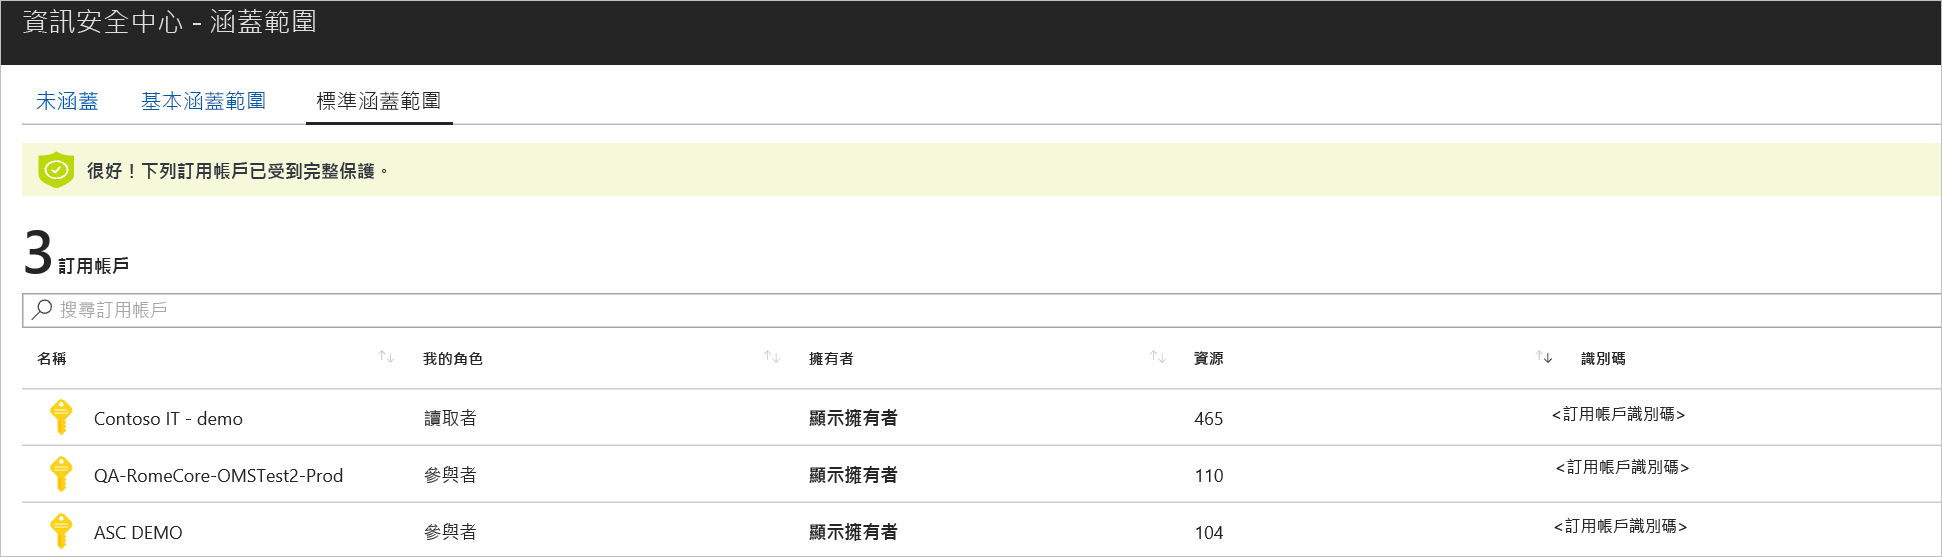 資訊安全中心 - 涵蓋範圍
未涵蓋 基本涵蓋範圍 標準涵蓋範圍
很好！下列訂用帳戶已受到完整保護。
3 訂用帳戶
搜尋訂用帳戶
名稱 ↑↓ 我的角色 ↑↓ 擁有者 ↑↓ 資源 ↑↓ 識別碼
Contoso IT - demo 讀取者 顯示擁有者 465 <訂用帳戶識別碼>
QA-RomeCore-OMSTest2-Prod 參與者 顯示擁有者 110 <訂用帳戶識別碼>
ASC DEMO 參與者 顯示擁有者 104 <訂用帳戶識別碼>